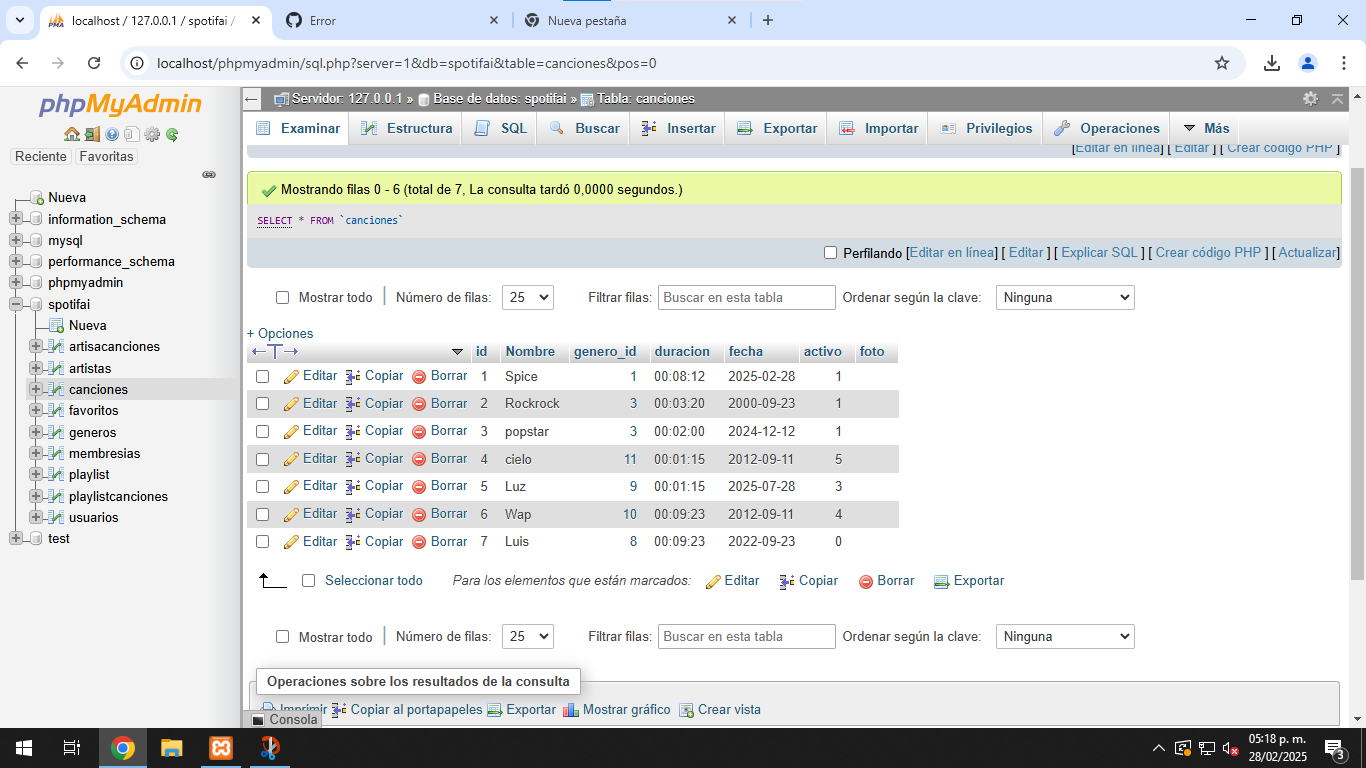 localhost / 127.0.0.1 / spotifai /
Error
Nueva pestaña
localhost/phpmyadmin/sql.php?server=1&db=spotifai&table=canciones&pos=0
phpMyAdmin
Reciente Favoritas
Nueva
information_schema
mysql
performance_schema
phpmyadmin
spotifai
Nueva
artisacanciones
artistas
canciones
favoritos
generos
membresias
playlist
playlistcanciones
usuarios
test
Servidor: 127.0.0.1 » Base de datos: spotifai » Tabla: canciones
Examinar Estructura SQL Buscar Insertar Exportar Importar Privilegios Operaciones Más
[Editar en línea] [ Editar ] [ Crear código PHP ]
Mostrando filas 0 - 6 (total de 7, La consulta tardó 0,0000 segundos.)
SELECT * FROM `canciones`
Perfilando [Editar en línea] [ Editar ] [ Explicar SQL ] [ Crear código PHP ] [ Actualizar]
Mostrar todo | Número de filas: 25 Filtrar filas: Buscar en esta tabla Ordenar según la clave: Ninguna
+ Opciones
←T→ id Nombre genero_id duracion fecha activo foto
Editar Copiar Borrar 1 Spice 1 00:08:12 2025-02-28 1
Editar Copiar Borrar 2 Rockrock 3 00:03:20 2000-09-23 1
Editar Copiar Borrar 3 popstar 3 00:02:00 2024-12-12 1
Editar Copiar Borrar 4 cielo 11 00:01:15 2012-09-11 5
Editar Copiar Borrar 5 Luz 9 00:01:15 2025-07-28 3
Editar Copiar Borrar 6 Wap 10 00:09:23 2012-09-11 4
Editar Copiar Borrar 7 Luis 8 00:09:23 2022-09-23 0
Seleccionar todo Para los elementos que están marcados: Editar Copiar Borrar Exportar
Mostrar todo | Número de filas: 25 Filtrar filas: Buscar en esta tabla Ordenar según la clave: Ninguna
Operaciones sobre los resultados de la consulta
Imprimir Copiar al portapapeles Exportar Mostrar gráfico Crear vista
Consola
05:18 p. m.
28/02/2025
3